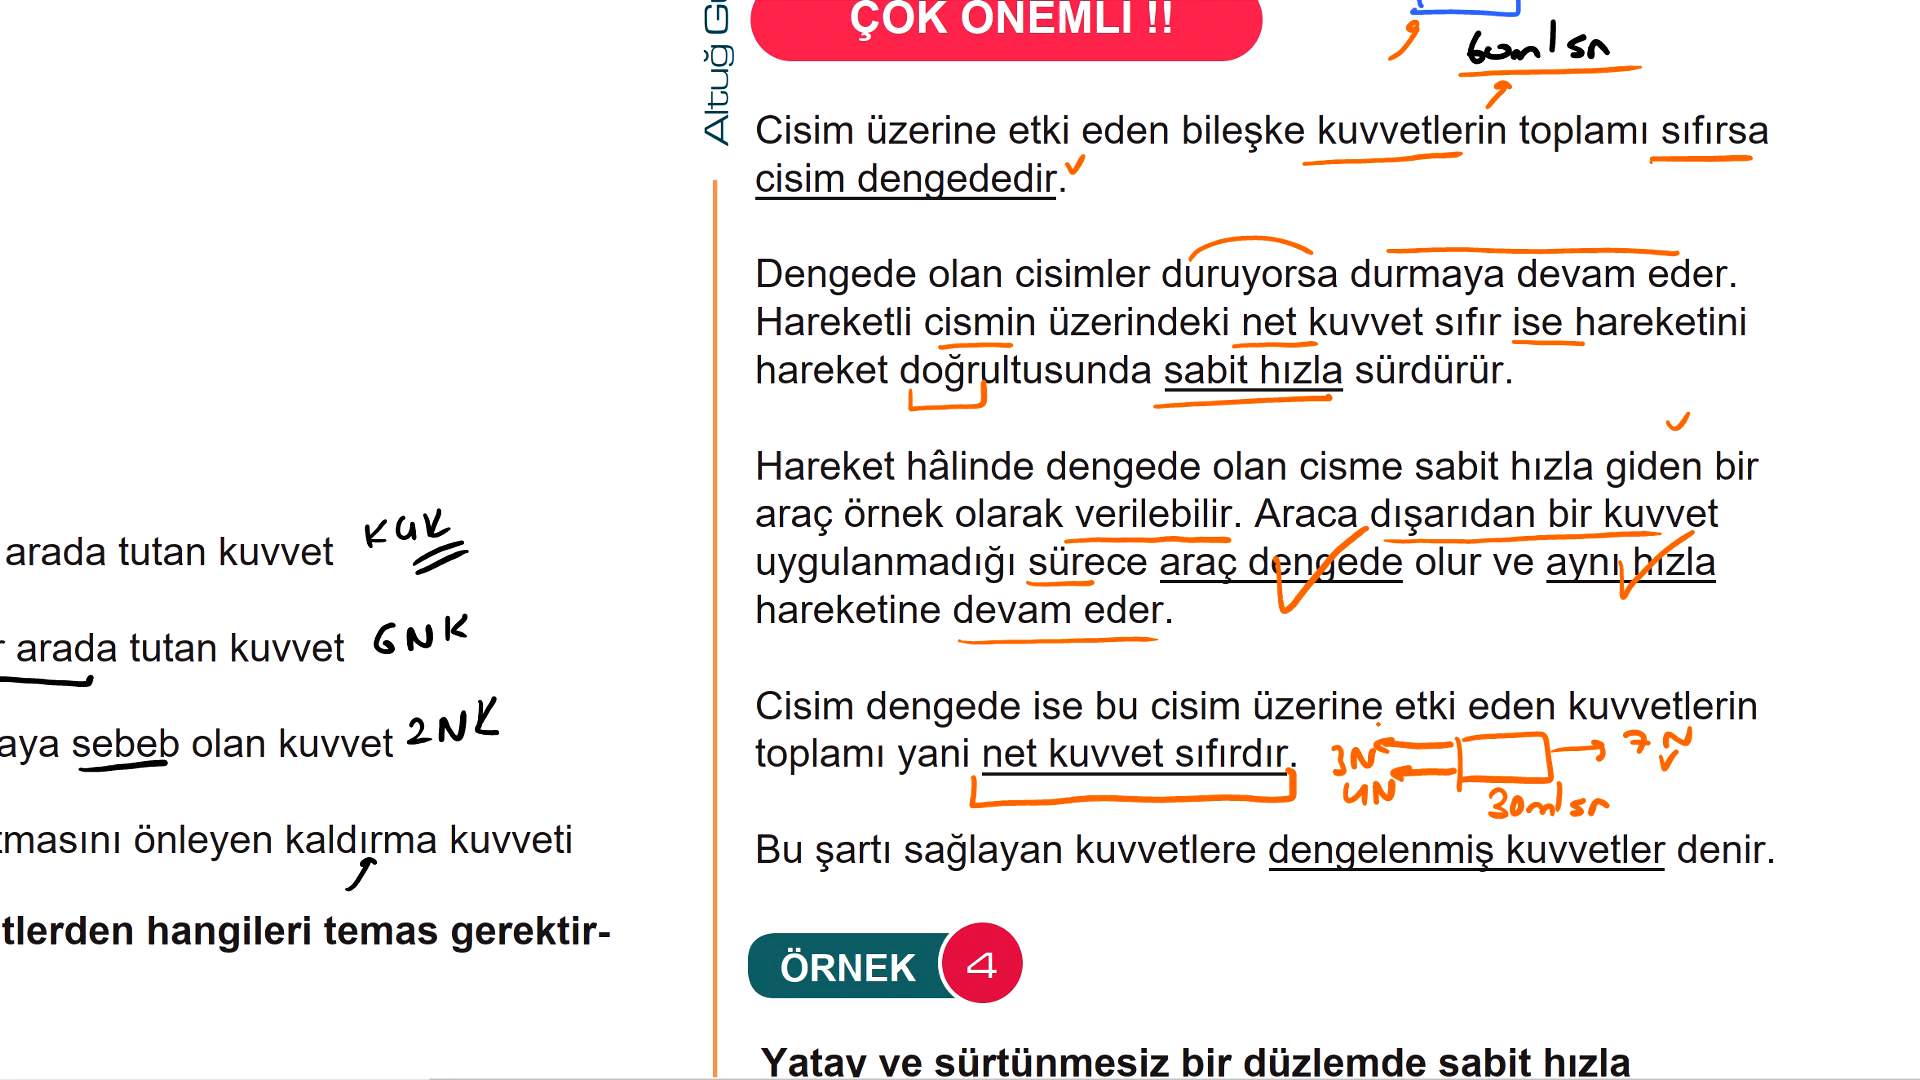 Altuğ Gü
ÇOK ÖNEMLİ !!
60m/sn
Cisim üzerine etki eden bileşke kuvvetlerin toplamı sıfırsa
cisim dengededir.
Dengede olan cisimler duruyorsa durmaya devam eder.
Hareketli cismin üzerindeki net kuvvet sıfır ise hareketini
hareket doğrultusunda sabit hızla sürdürür.
Hareket hâlinde dengede olan cisme sabit hızla giden bir
araç örnek olarak verilebilir. Araca dışarıdan bir kuvvet
uygulanmadığı sürece araç dengede olur ve aynı hızla
hareketine devam eder.
Cisim dengede ise bu cisim üzerine etki eden kuvvetlerin
toplamı yani net kuvvet sıfırdır.
3N
4N
7N
30m/sn
Bu şartı sağlayan kuvvetlere dengelenmiş kuvvetler denir.
ÖRNEK 4
Yatay ve sürtünmesiz bir düzlemde sabit hızla
arada tutan kuvvet KÇK
r arada tutan kuvvet GNK
aya sebeb olan kuvvet ZNK
tmasını önleyen kaldırma kuvveti
tlerden hangileri temas gerektir-